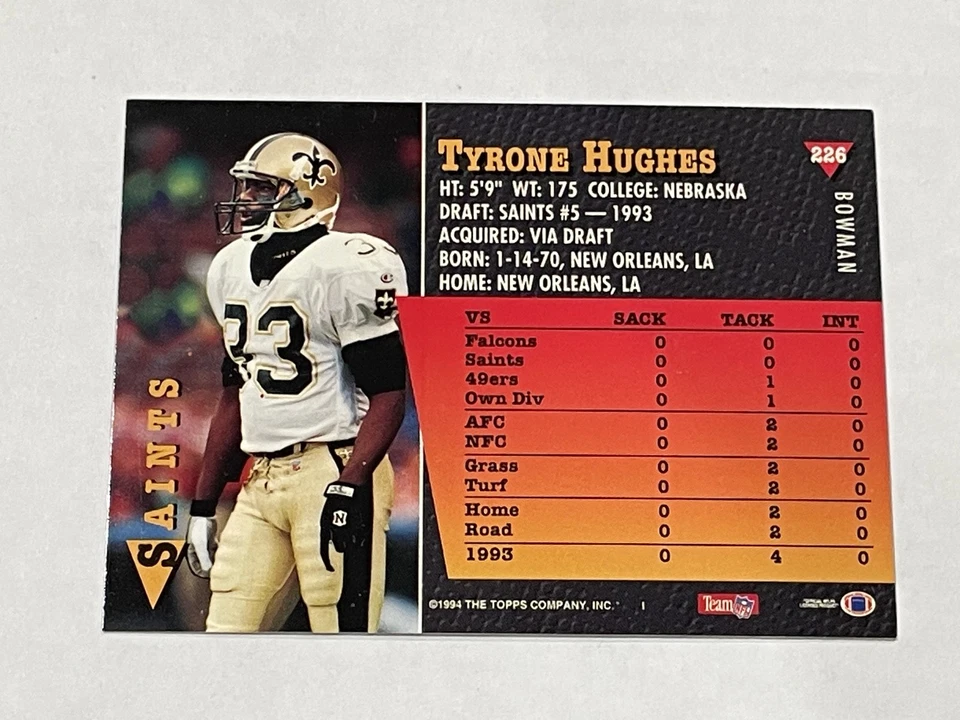 TYRONE HUGHES
HT: 5'9" WT: 175 COLLEGE: NEBRASKA
DRAFT: SAINTS #5 — 1993
ACQUIRED: VIA DRAFT
BORN: 1-14-70, NEW ORLEANS, LA
HOME: NEW ORLEANS, LA
226
BOWMAN
VS SACK TACK INT
Falcons 0 0 0
Saints 0 0 0
49ers 0 1 0
Own Div 0 1 0
AFC 0 2 0
NFC 0 2 0
Grass 0 2 0
Turf 0 2 0
Home 0 2 0
Road 0 2 0
1993 0 4 0
SAINTS
33
3
N
©1994 THE TOPPS COMPANY, INC. I
Team NFL